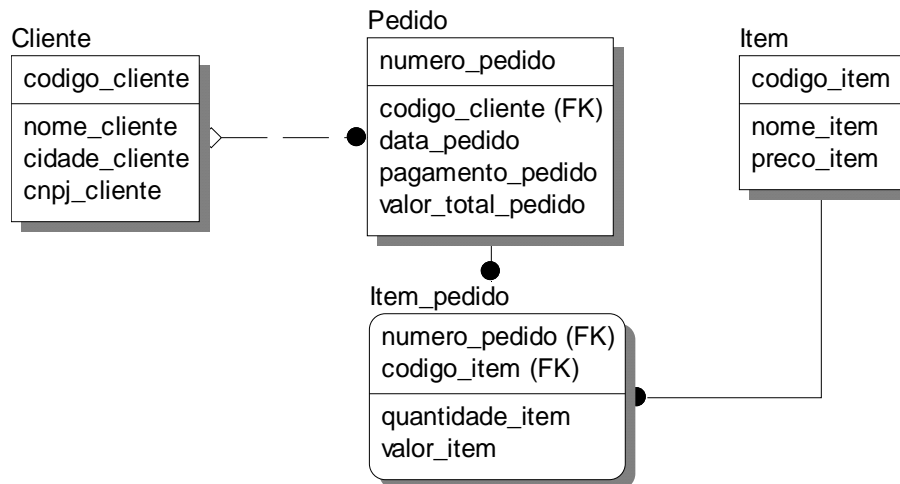 Cliente
codigo_cliente
nome_cliente
cidade_cliente
cnpj_cliente
Pedido
numero_pedido
codigo_cliente (FK)
data_pedido
pagamento_pedido
valor_total_pedido
Item
codigo_item
nome_item
preco_item
Item_pedido
numero_pedido (FK)
codigo_item (FK)
quantidade_item
valor_item